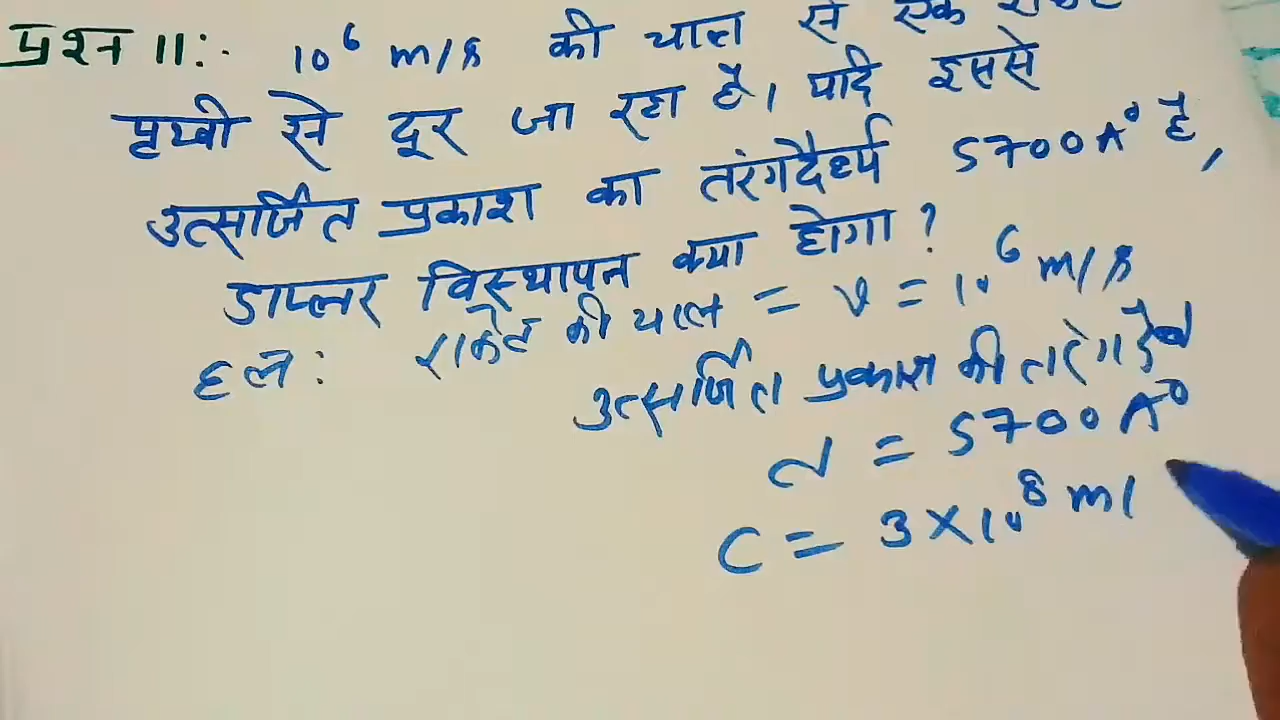 प्रश्न 11:- 10⁶ m/s की चाल से एक
पृथ्वी से दूर जा रहा है, यदि इससे
उत्सर्जित प्रकाश का तरंगदैर्ध्य 5700A° है,
डाप्लर विस्थापन क्या होगा?
हल: राकेट की चाल = v = 10⁶ m/s
उत्सर्जित प्रकाश की तरंगदैर्ध्य
λ = 5700A°
C = 3×10⁸ m/